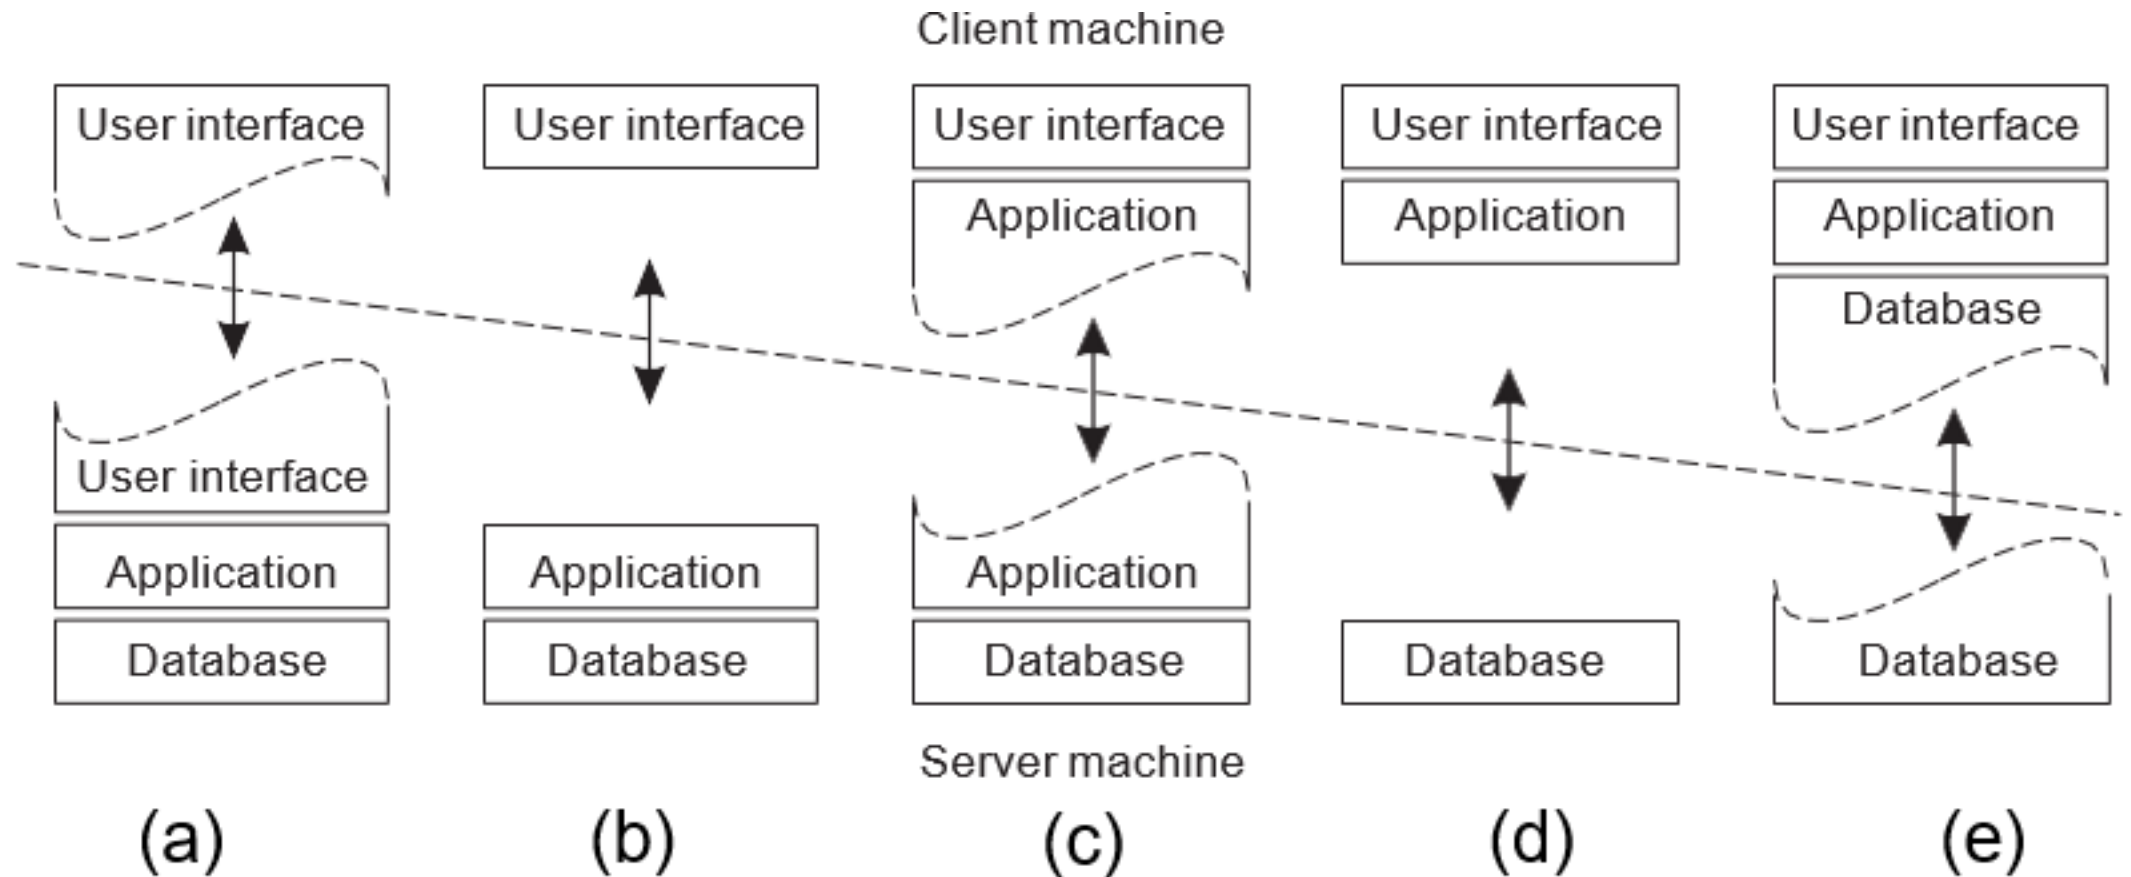 Client machine
User interface
User interface
User interface
User interface
User interface
Application
Application
Application
Database
User interface
Application
Application
Application
Database
Database
Database
Database
Database
Server machine
(a)
(b)
(c)
(d)
(e)